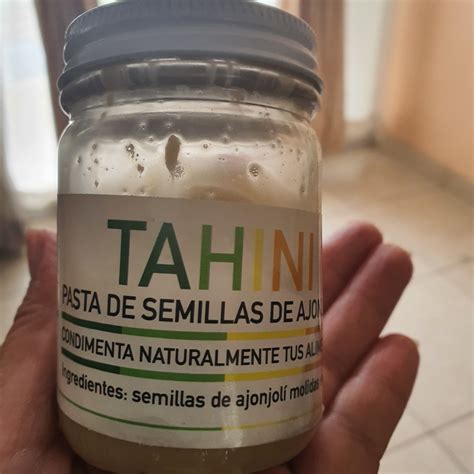 TAHINI
PASTA DE SEMILLAS DE
CONDIMENTA NATURALMENTE TUS
ingredientes: semillas de ajonjolí molidas